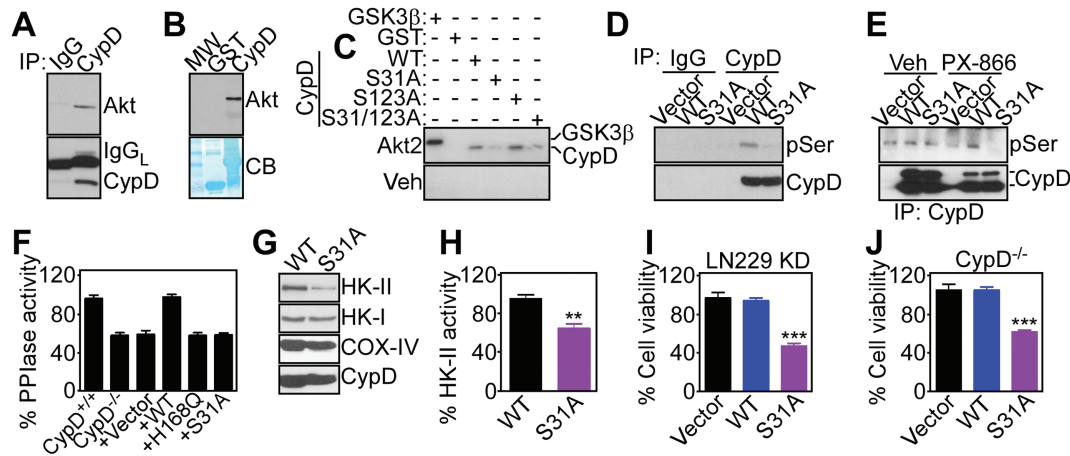 A
IP: IgG CypD
Akt
IgGL
CypD
B
MW GST CypD
Akt
CB
C
GSK3β: + - - - - -
GST: - + - - - -
CypD
WT: - - + - - -
S31A: - - - + - -
S123A: - - - - + -
S31/123A: - - - - - +
Akt2
GSK3β
CypD
Veh
D
IP:
IgG CypD
Vector WT S31A Vector WT S31A
pSer
CypD
E
Veh PX-866
Vector WT S31A Vector WT S31A
pSer
CypD
IP: CypD
F
% PPIase activity
120
80
40
0
CypD+/+ CypD-/- +Vector +WT +H168Q +S31A
G
WT S31A
HK-II
HK-I
COX-IV
CypD
H
% HK-II activity
120
80
40
0
**
WT S31A
I
LN229 KD
% Cell viability
120
80
40
0
***
Vector WT S31A
J
CypD-/-
% Cell viability
120
80
40
0
***
Vector WT S31A